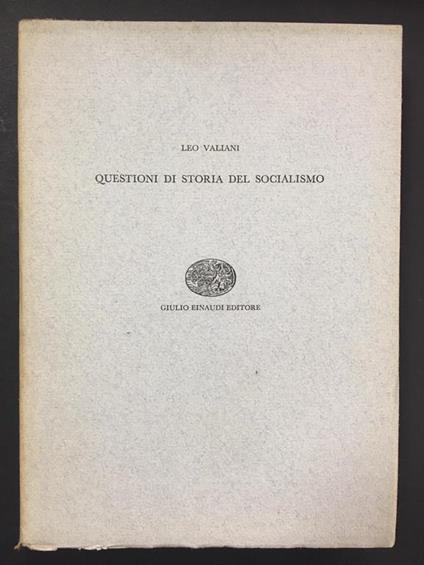 LEO VALIANI
QUESTIONI DI STORIA DEL SOCIALISMO
GIULIO EINAUDI EDITORE